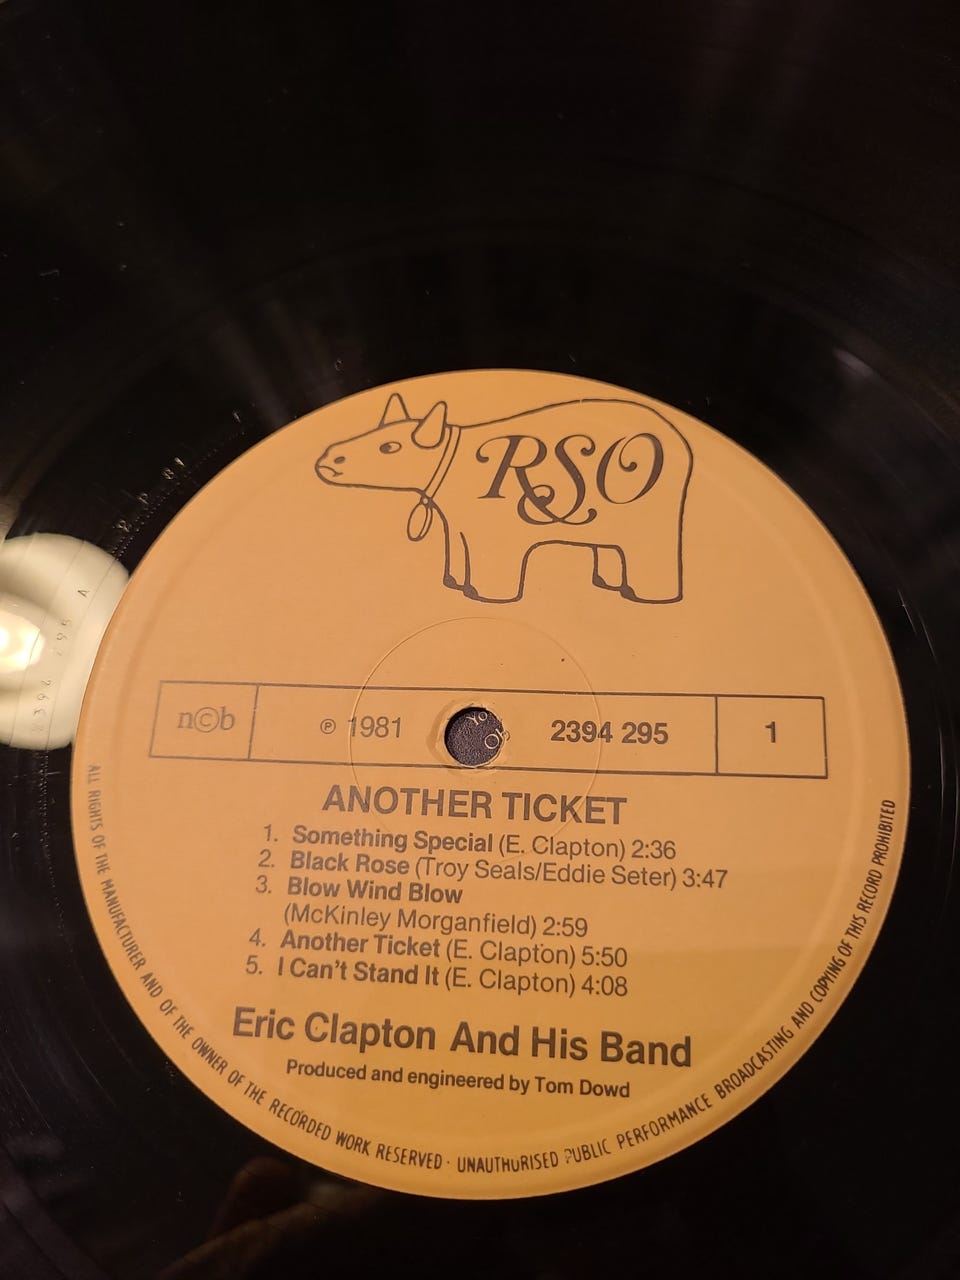 RSO
n©b
℗ 1981
2394 295
1
ANOTHER TICKET
1. Something Special (E. Clapton) 2:36
2. Black Rose (Troy Seals/Eddie Seter) 3:47
3. Blow Wind Blow
(McKinley Morganfield) 2:59
4. Another Ticket (E. Clapton) 5:50
5. I Can't Stand It (E. Clapton) 4:08
Eric Clapton And His Band
Produced and engineered by Tom Dowd
ALL RIGHTS OF THE MANUFACTURER AND OF THE OWNER OF THE RECORDED WORK RESERVED · UNAUTHORISED PUBLIC PERFORMANCE BROADCASTING AND COPYING OF THIS RECORD PROHIBITED
2394 295 A